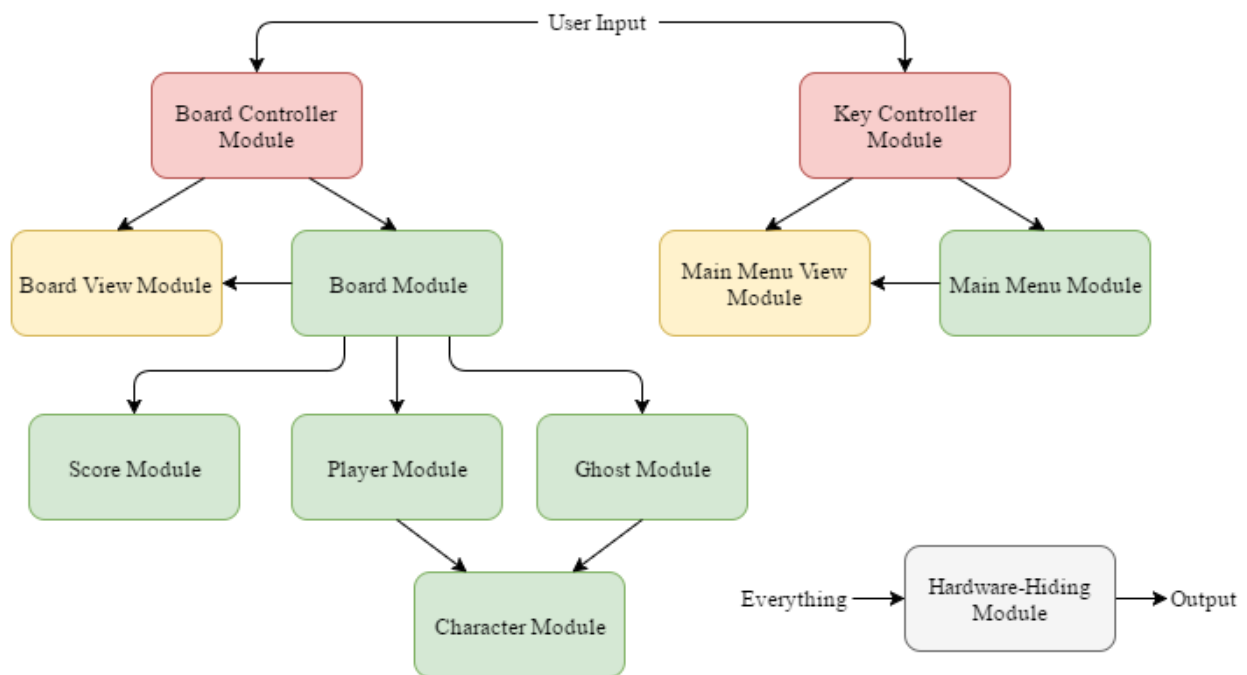 User Input
Board Controller
Module
Key Controller
Module
Board View Module
Board Module
Main Menu View
Module
Main Menu Module
Score Module
Player Module
Ghost Module
Character Module
Everything
Hardware-Hiding
Module
Output